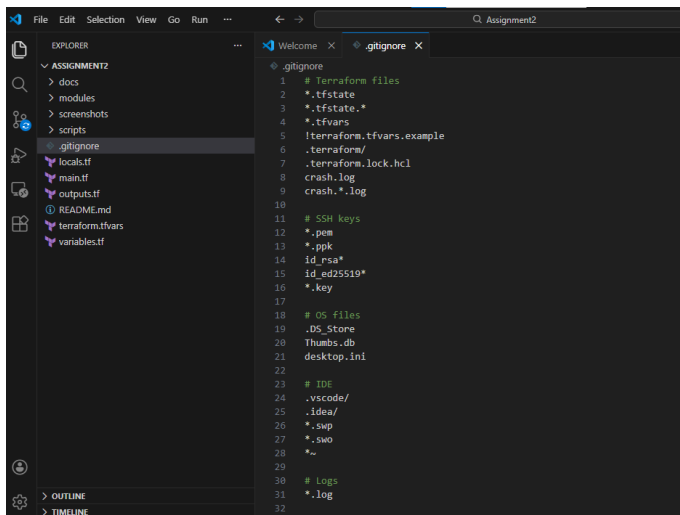 File Edit Selection View Go Run ... Assignment2
EXPLORER ...
ASSIGNMENT2
docs
modules
screenshots
scripts
.gitignore
locals.tf
main.tf
outputs.tf
README.md
terraform.tfvars
variables.tf
OUTLINE
TIMELINE
Welcome .gitignore
.gitignore
1 # Terraform files
2 *.tfstate
3 *.tfstate.*
4 *.tfvars
5 !terraform.tfvars.example
6 .terraform/
7 .terraform.lock.hcl
8 crash.log
9 crash.*.log
10
11 # SSH keys
12 *.pem
13 *.ppk
14 id_rsa*
15 id_ed25519*
16 *.key
17
18 # OS files
19 .DS_Store
20 Thumbs.db
21 desktop.ini
22
23 # IDE
24 .vscode/
25 .idea/
26 *.swp
27 *.swo
28 *~
29
30 # Logs
31 *.log
32